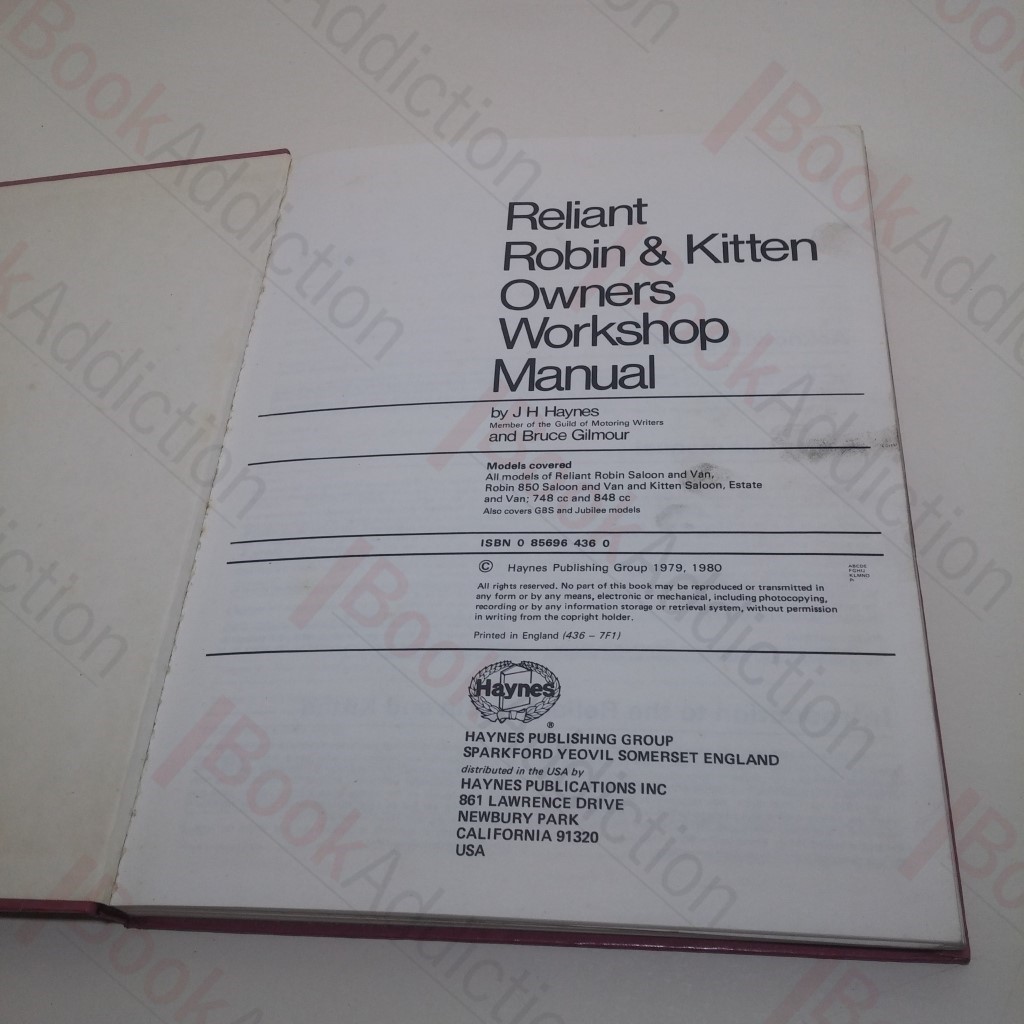 Reliant
Robin & Kitten
Owners
Workshop
Manual
by J H Haynes
Member of the Guild of Motoring Writers
and Bruce Gilmour
Models covered
All models of Reliant Robin Saloon and Van,
Robin 850 Saloon and Van and Kitten Saloon, Estate
and Van; 748 cc and 848 cc
Also covers GBS and Jubilee models
ISBN 0 85696 436 0
© Haynes Publishing Group 1979, 1980
ABCDE
FGHIJ
KLMNO
All rights reserved. No part of this book may be reproduced or transmitted in
any form or by any means, electronic or mechanical, including photocopying,
recording or by any information storage or retrieval system, without permission
in writing from the copright holder.
Printed in England (436 – 7F1)
Haynes
®
HAYNES PUBLISHING GROUP
SPARKFORD YEOVIL SOMERSET ENGLAND
distributed in the USA by
HAYNES PUBLICATIONS INC
861 LAWRENCE DRIVE
NEWBURY PARK
CALIFORNIA 91320
USA
BookAddiction